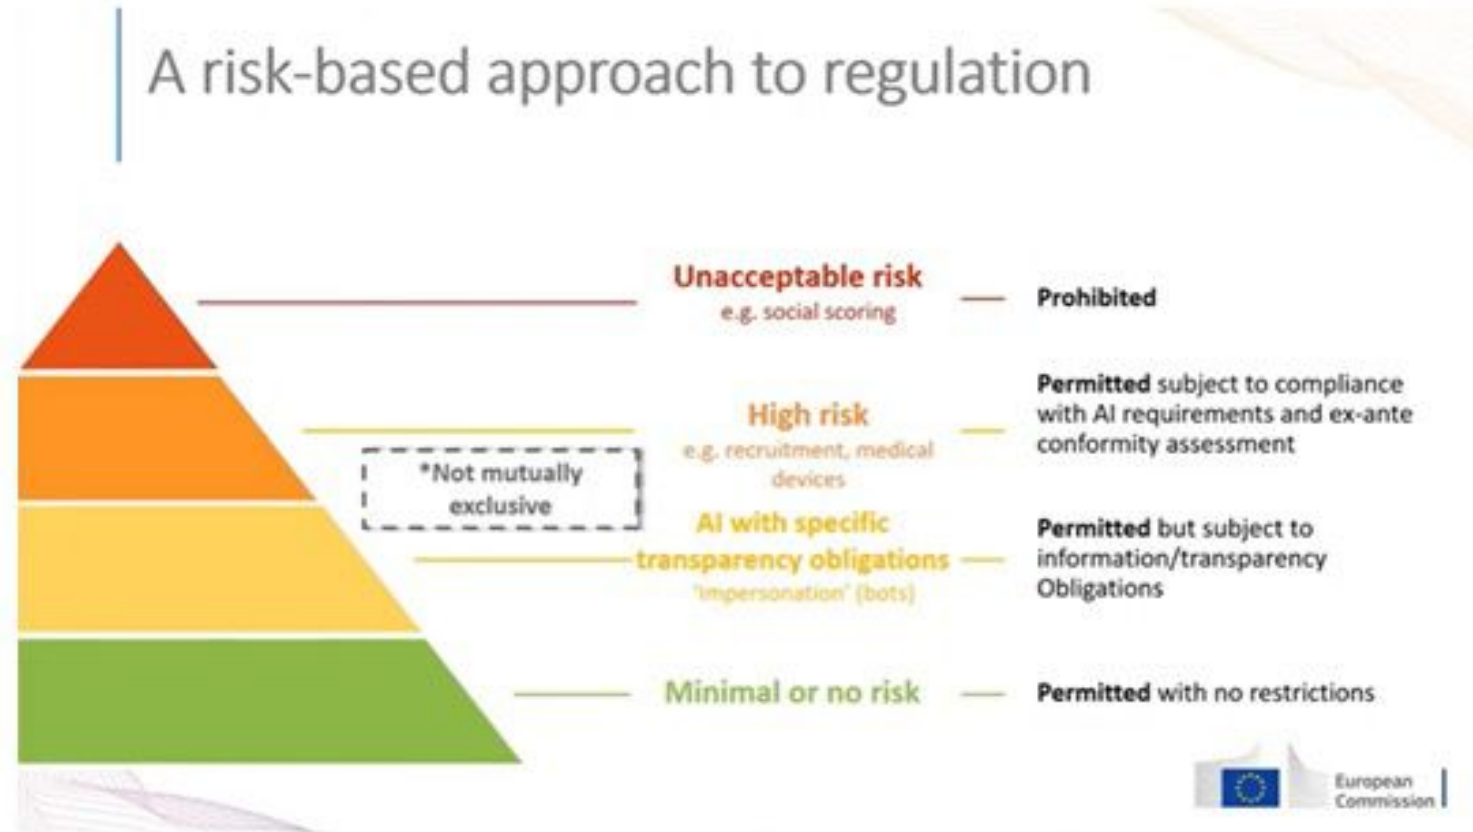 A risk-based approach to regulation
Unacceptable risk
e.g. social scoring
Prohibited
High risk
e.g. recruitment, medical
devices
Permitted subject to compliance
with AI requirements and ex-ante
conformity assessment
*Not mutually
exclusive
AI with specific
transparency obligations
'Impersonation' (bots)
Permitted but subject to
information/transparency
Obligations
Minimal or no risk
Permitted with no restrictions
European
Commission